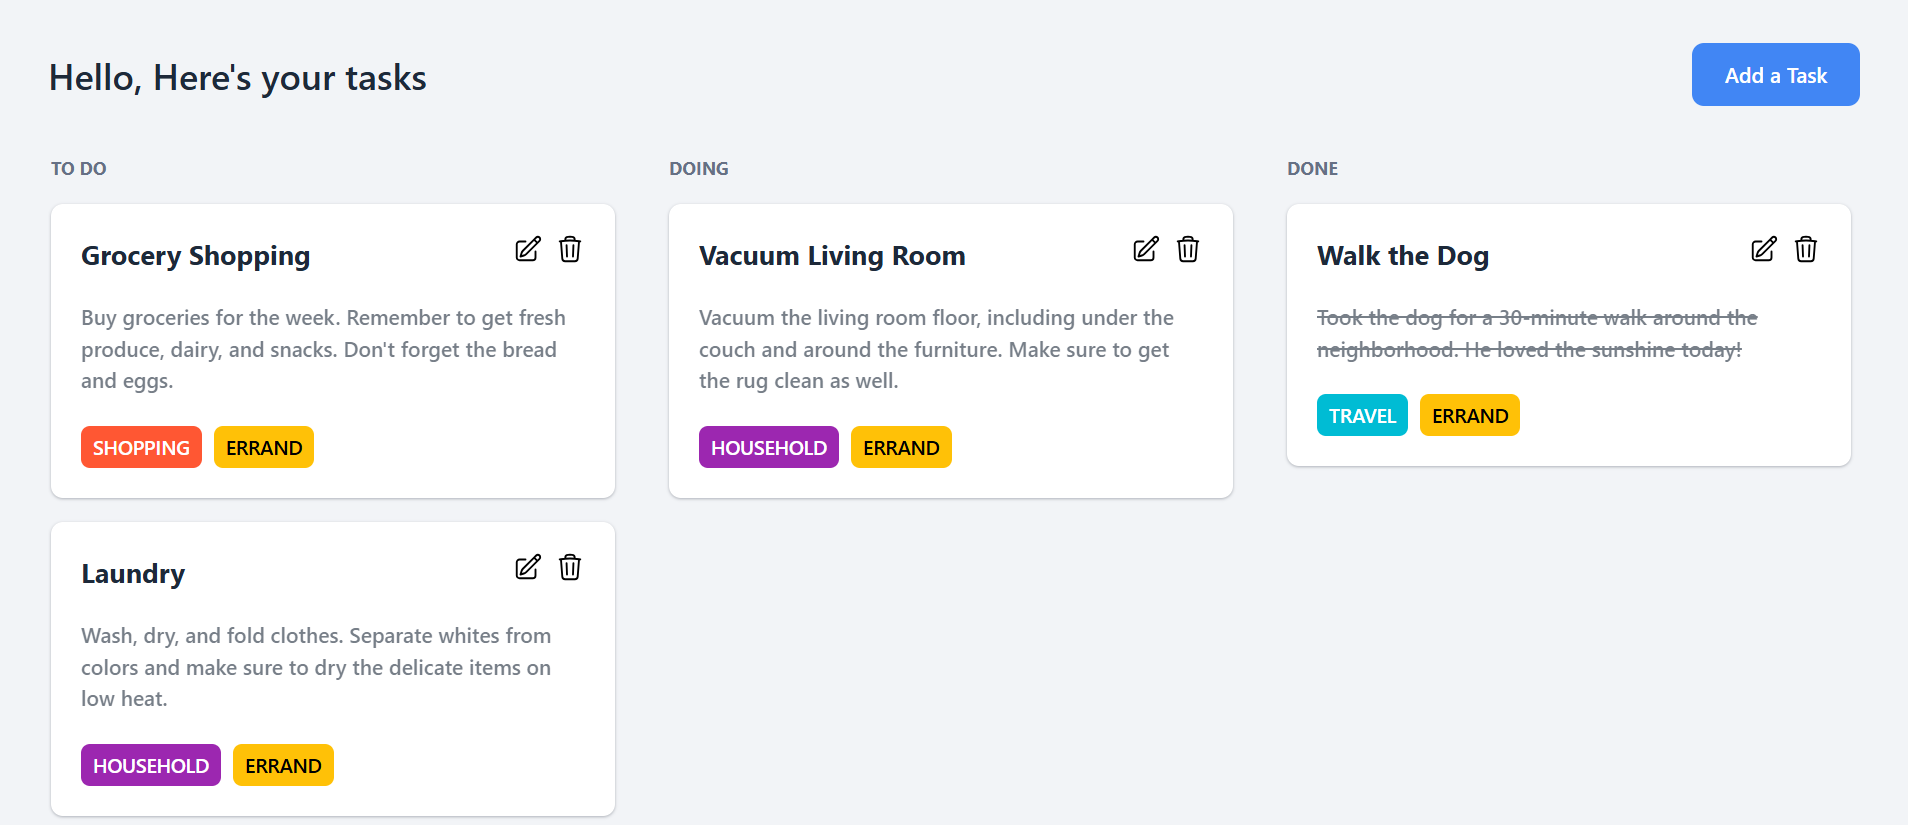 Hello, Here's your tasks
Add a Task
TO DO
Grocery Shopping
Buy groceries for the week. Remember to get fresh
produce, dairy, and snacks. Don't forget the bread
and eggs.
SHOPPING ERRAND
Laundry
Wash, dry, and fold clothes. Separate whites from
colors and make sure to dry the delicate items on
low heat.
HOUSEHOLD ERRAND
DOING
Vacuum Living Room
Vacuum the living room floor, including under the
couch and around the furniture. Make sure to get
the rug clean as well.
HOUSEHOLD ERRAND
DONE
Walk the Dog
Took the dog for a 30-minute walk around the
neighborhood. He loved the sunshine today!
TRAVEL ERRAND